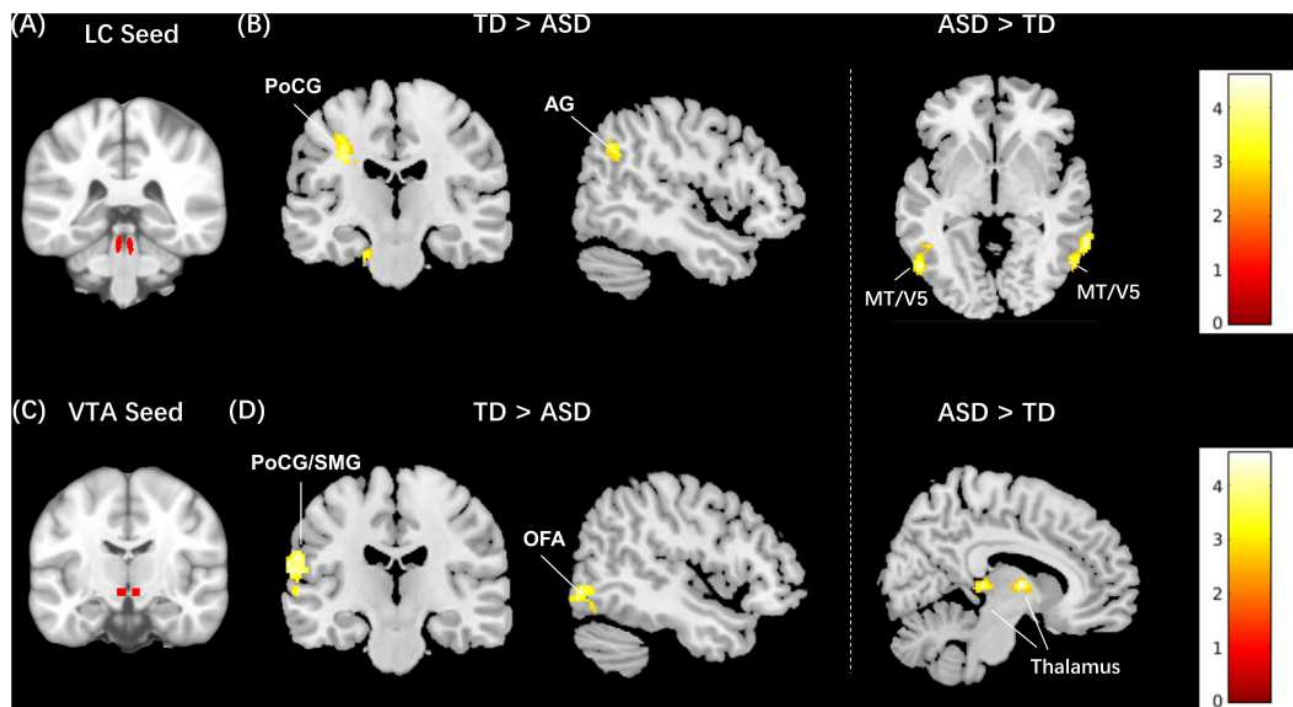 (A) LC Seed (B) TD > ASD ASD > TD
PoCG
AG
MT/V5
MT/V5
4
3
2
1
0
(C) VTA Seed (D) TD > ASD ASD > TD
PoCG/SMG
OFA
Thalamus
4
3
2
1
0